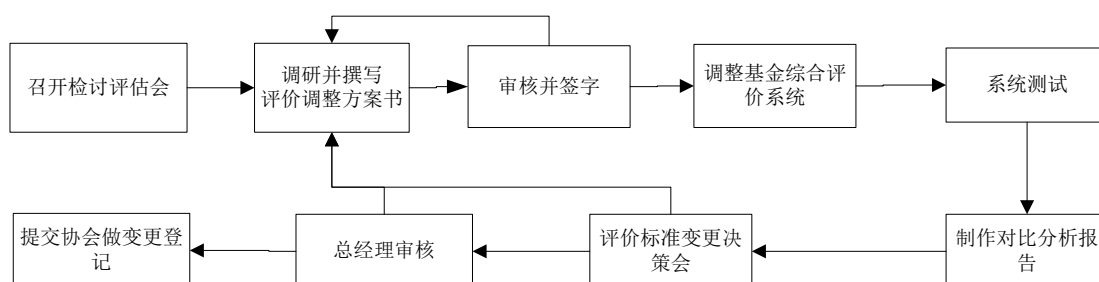 召开检讨评估会
调研并撰写
评价调整方案书
审核并签字
调整基金综合评
价系统
系统测试
提交协会做变更登
记
总经理审核
评价标准变更决
策会
制作对比分析报
告